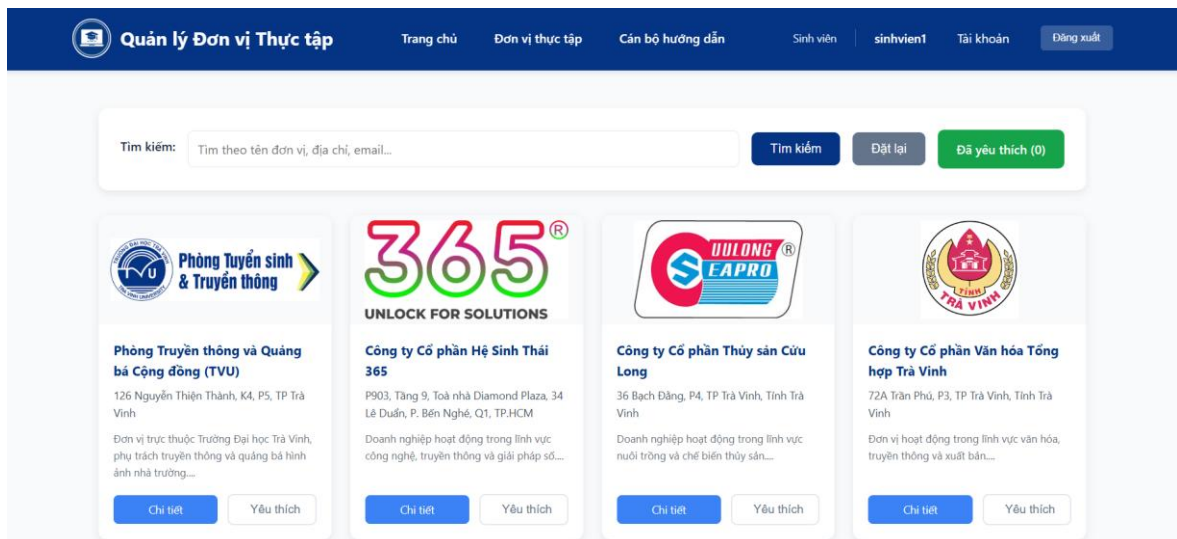 Quản lý Đơn vị Thực tập
Trang chủ
Đơn vị thực tập
Cán bộ hướng dẫn
Sinh viên
sinhvien1
Tài khoản
Đăng xuất
Tìm kiếm:
Tìm theo tên đơn vị, địa chỉ, email...
Tìm kiếm
Đặt lại
Đã yêu thích (0)
TRƯỜNG ĐẠI HỌC TRÀ VINH
TVU
TRA VINH UNIVERSITY
Phòng Tuyển sinh
& Truyền thông
365®
UNLOCK FOR SOLUTIONS
UULONG ®
SEAPRO
TỈNH
TRÀ VINH
Phòng Truyền thông và Quảng
bá Cộng đồng (TVU)
126 Nguyễn Thiện Thành, K4, P5, TP Trà
Vinh
Đơn vị trực thuộc Trường Đại học Trà Vinh,
phụ trách truyền thông và quảng bá hình
ảnh nhà trường....
Chi tiết
Yêu thích
Công ty Cổ phần Hệ Sinh Thái
365
P903, Tầng 9, Toà nhà Diamond Plaza, 34
Lê Duẩn, P. Bến Nghé, Q1, TP.HCM
Doanh nghiệp hoạt động trong lĩnh vực
công nghệ, truyền thông và giải pháp số....
Chi tiết
Yêu thích
Công ty Cổ phần Thủy sản Cửu
Long
36 Bạch Đằng, P4, TP Trà Vinh, Tỉnh Trà
Vinh
Doanh nghiệp hoạt động trong lĩnh vực
nuôi trồng và chế biến thủy sản....
Chi tiết
Yêu thích
Công ty Cổ phần Văn hóa Tổng
hợp Trà Vinh
72A Trần Phú, P3, TP Trà Vinh, Tỉnh Trà
Vinh
Đơn vị hoạt động trong lĩnh vực văn hóa,
truyền thông và xuất bản....
Chi tiết
Yêu thích